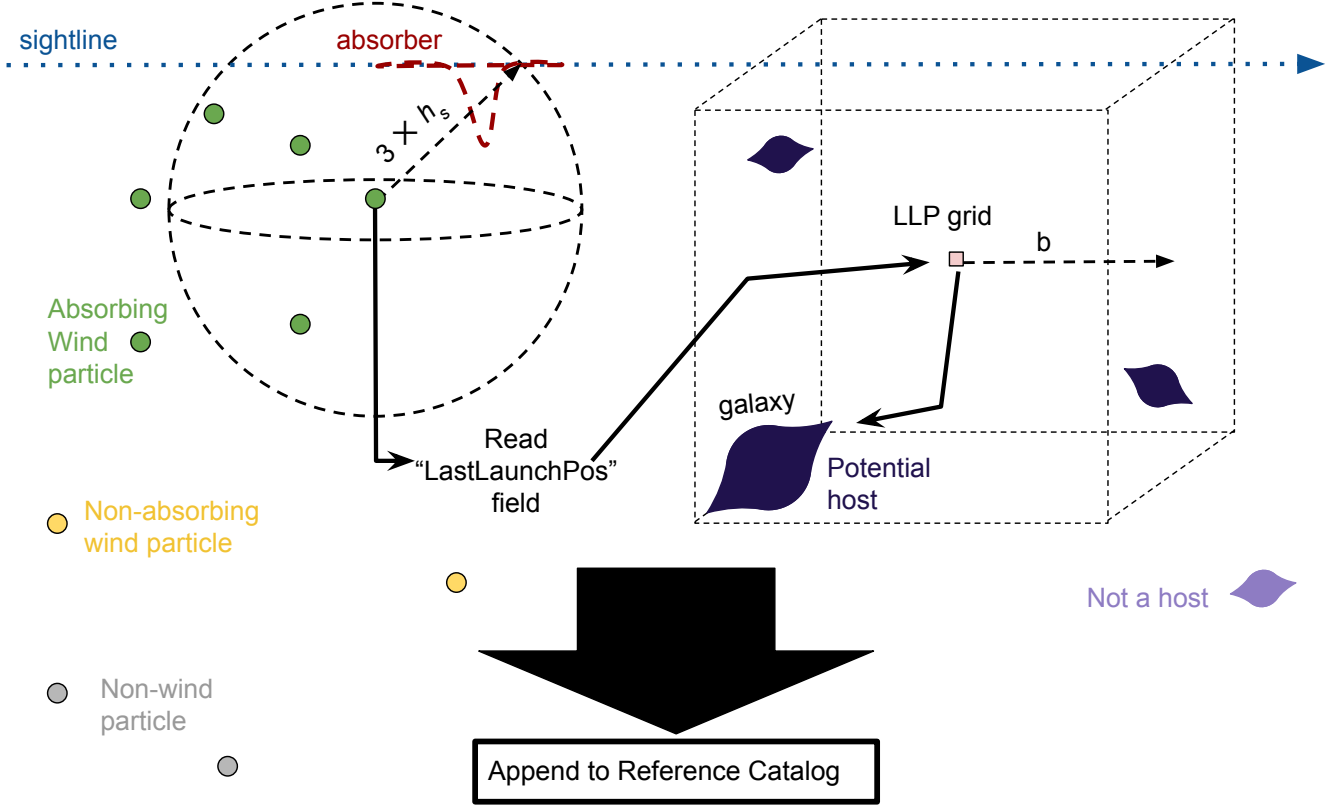 sightline
absorber
3 × hₛ
LLP grid
b
Absorbing
Wind
particle
galaxy
Read
“LastLaunchPos”
field
Potential
host
Non-absorbing
wind particle
Not a host
Non-wind
particle
Append to Reference Catalog